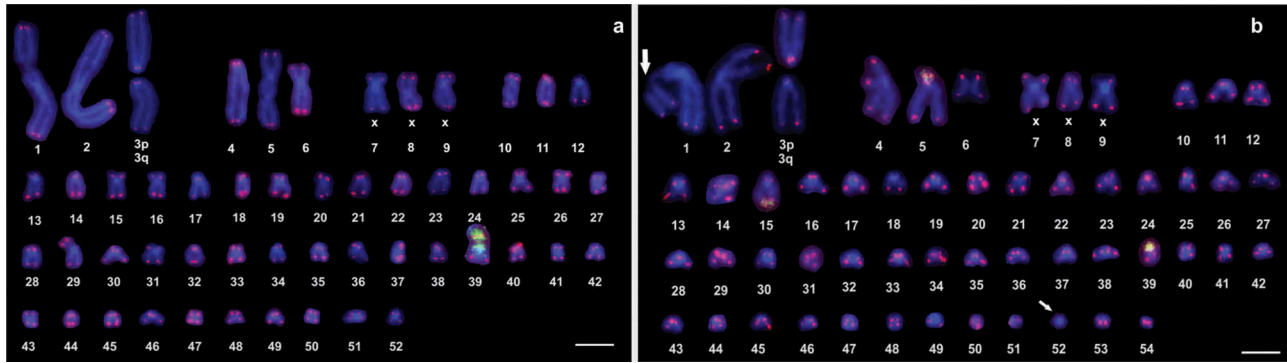 a
1 2 3p 4 5 6 x 7 x 8 x 9 10 11 12
3q
13 14 15 16 17 18 19 20 21 22 23 24 25 26 27
28 29 30 31 32 33 34 35 36 37 38 39 40 41 42
43 44 45 46 47 48 49 50 51 52
b
1 2 3p 4 5 6 x 7 x 8 x 9 10 11 12
3q
13 14 15 16 17 18 19 20 21 22 23 24 25 26 27
28 29 30 31 32 33 34 35 36 37 38 39 40 41 42
43 44 45 46 47 48 49 50 51 52 53 54